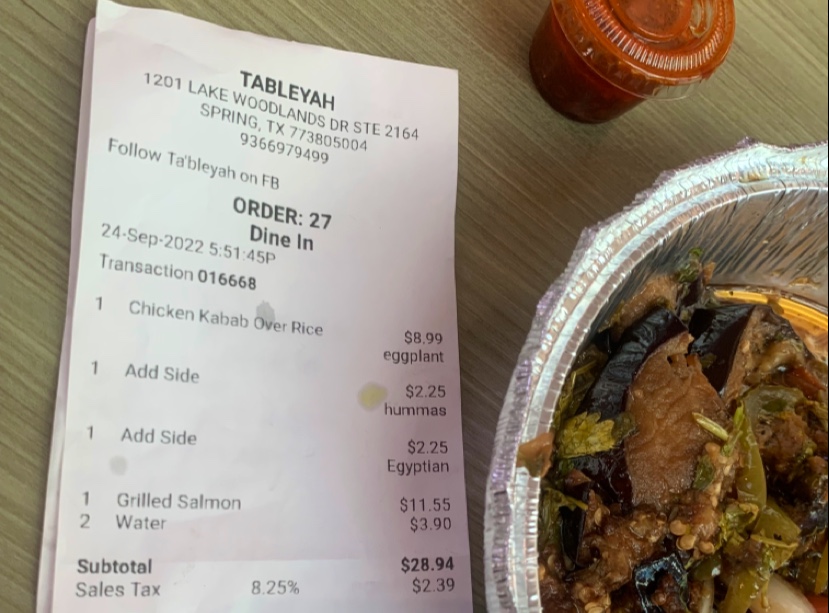 TABLEYAH
1201 LAKE WOODLANDS DR STE 2164
SPRING, TX 773805004
9366979499
Follow Ta'bleyah on FB
ORDER: 27
Dine In
24-Sep-2022 5:51:45P
Transaction 016668
1 Chicken Kabab Over Rice $8.99
eggplant
1 Add Side $2.25
hummas
1 Add Side $2.25
Egyptian
1 Grilled Salmon $11.55
2 Water $3.90
Subtotal $28.94
Sales Tax 8.25% $2.39